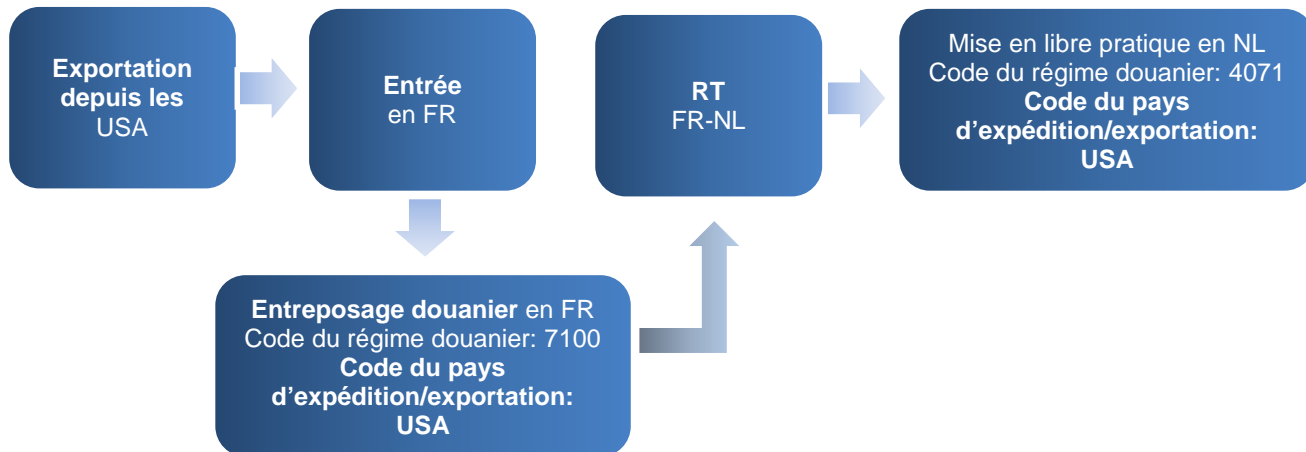 Exportation
depuis les
USA
Entrée
en FR
Entreposage douanier en FR
Code du régime douanier: 7100
Code du pays
d’expédition/exportation:
USA
RT
FR-NL
Mise en libre pratique en NL
Code du régime douanier: 4071
Code du pays
d’expédition/exportation:
USA